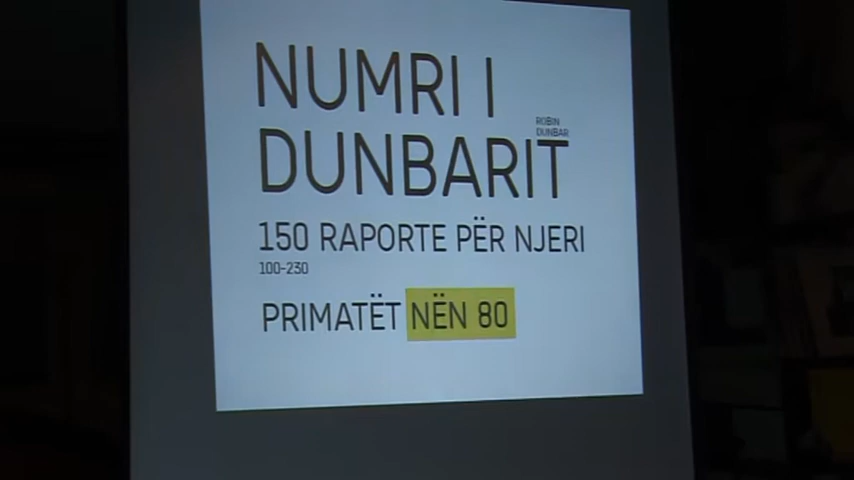 NUMRI I
ROBIN
DUNBAR
DUNBARIT
150 RAPORTE PËR NJERI
100-230
PRIMATËT NËN 80